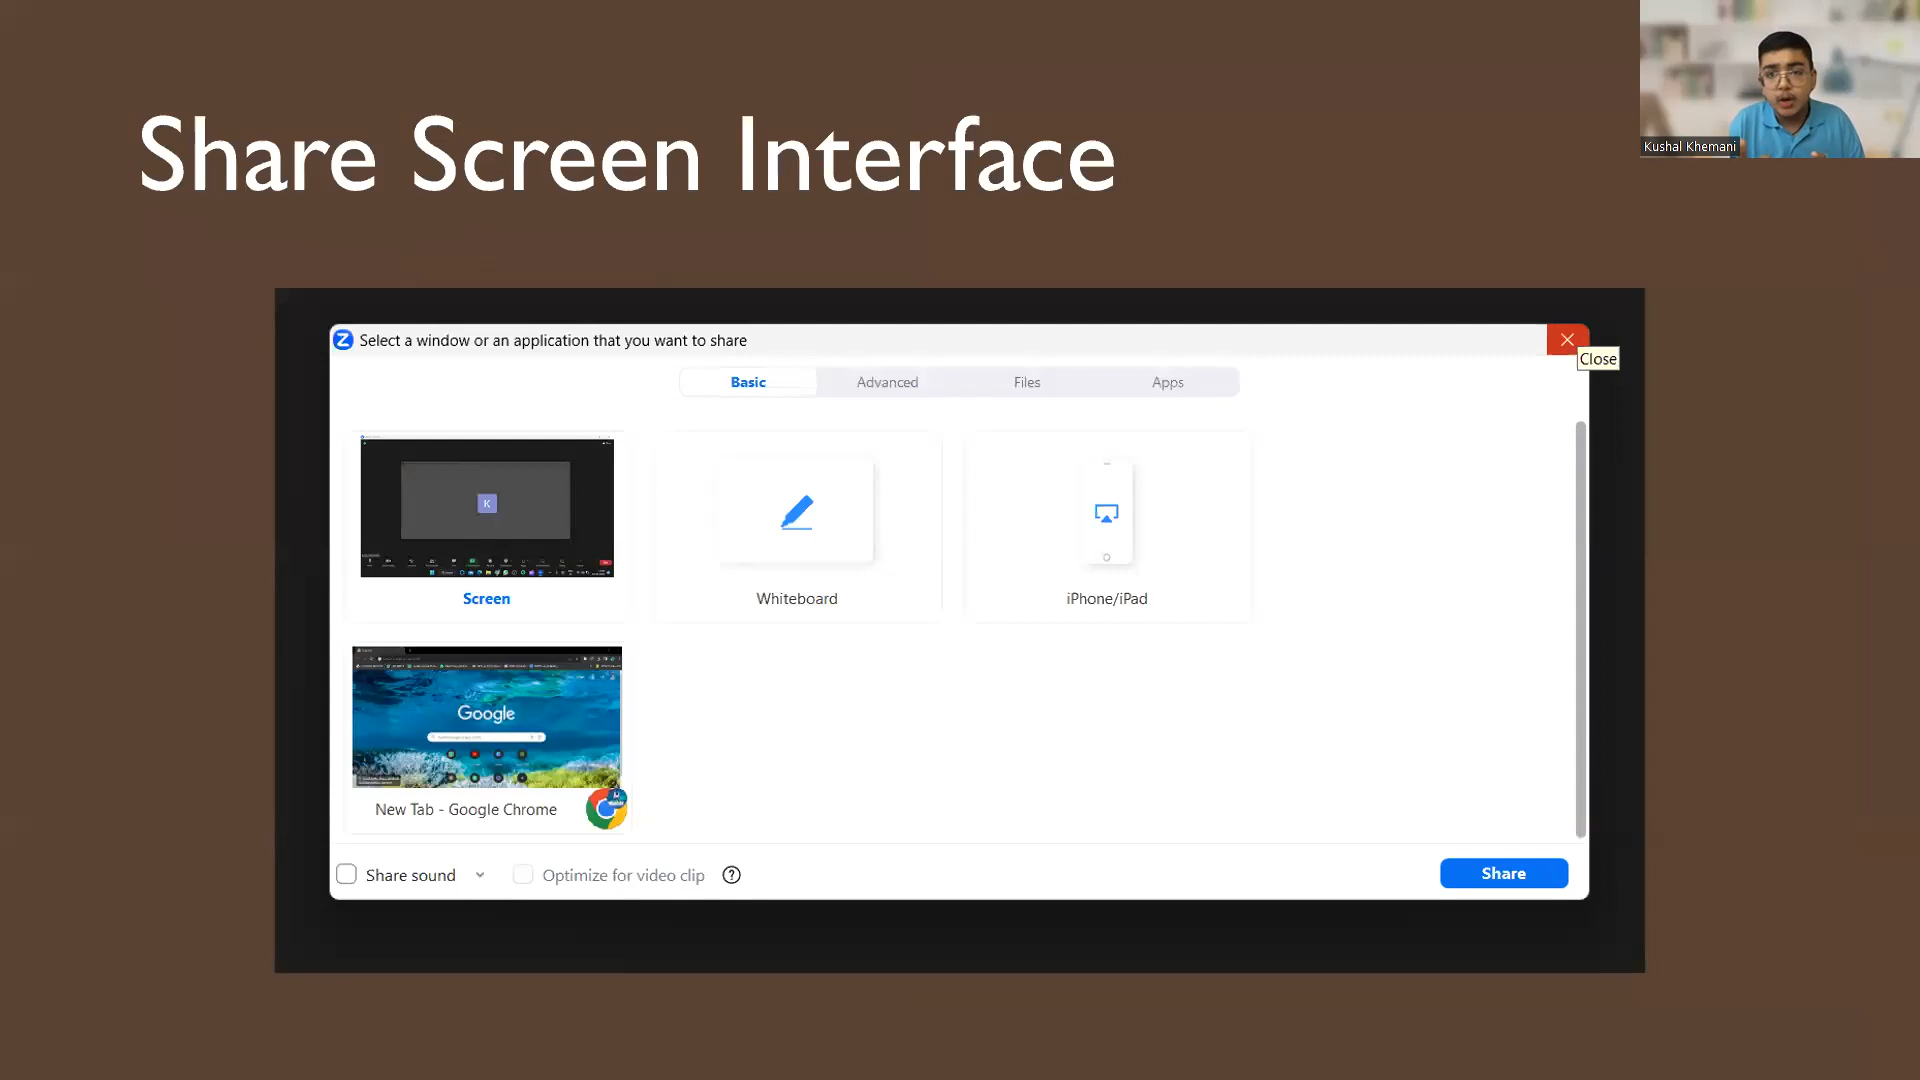 Share Screen Interface
Kushal Khemani
Select a window or an application that you want to share
Close
Basic
Advanced
Files
Apps
K
Screen
Whiteboard
iPhone/iPad
Google
New Tab - Google Chrome
Share sound
Optimize for video clip
Share